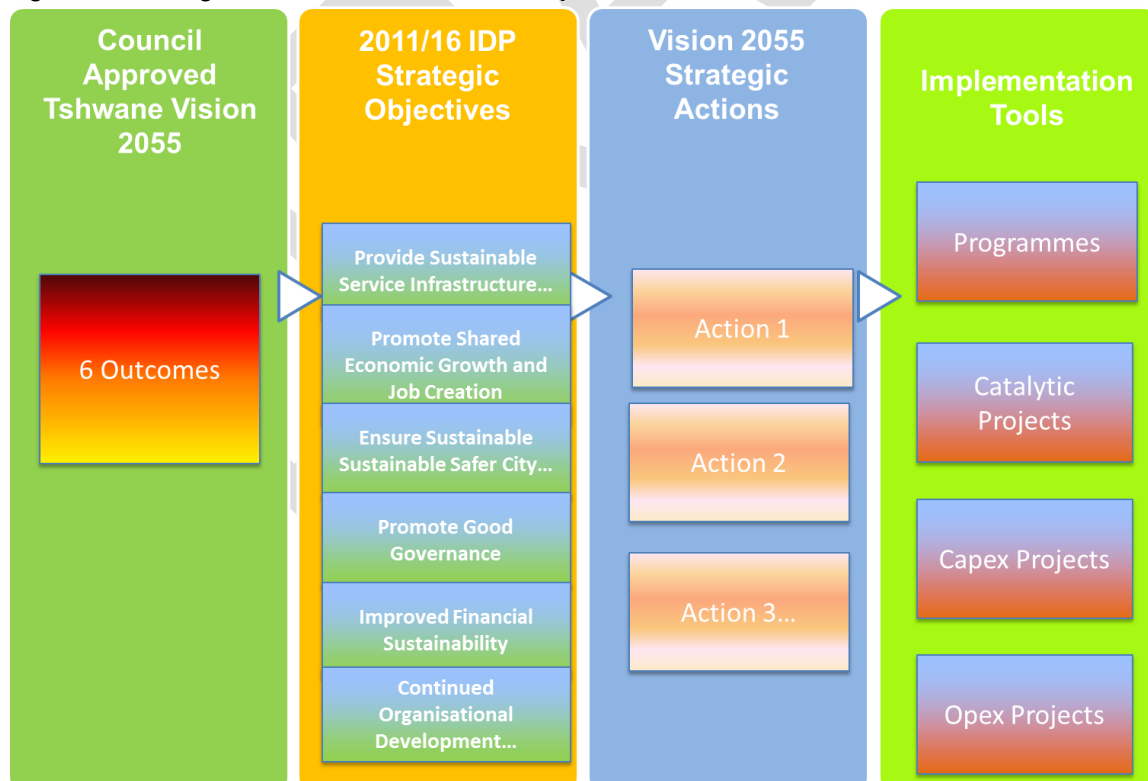 Council
Approved
Tshwane Vision
2055
6 Outcomes
2011/16 IDP
Strategic
Objectives
Provide Sustainable
Service Infrastructure...
Promote Shared
Economic Growth and
Job Creation
Ensure Sustainable
Sustainable Safer City...
Promote Good
Governance
Improved Financial
Sustainability
Continued
Organisational
Development...
Vision 2055
Strategic
Actions
Action 1
Action 2
Action 3...
Implementation
Tools
Programmes
Catalytic
Projects
Capex Projects
Opex Projects